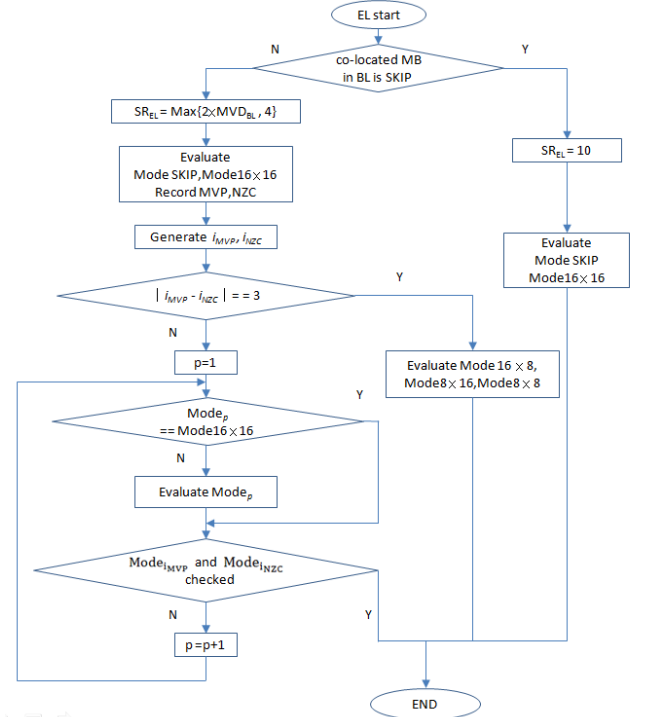 EL start
N
Y
co-located MB
in BL is SKIP
SR_EL = Max{2×MVD_BL , 4}
SR_EL = 10
Evaluate
Mode SKIP,Mode16×16
Record MVP,NZC
Generate i_MVP, i_NZC
Evaluate
Mode SKIP
Mode16×16
| i_MVP - i_NZC | == 3
Y
N
p=1
Evaluate Mode 16 × 8,
Mode8×16,Mode8×8
Y
Mode_p
== Mode16×16
N
Evaluate Mode_p
Mode_i_MVP and Mode_i_NZC
checked
N
Y
p=p+1
END